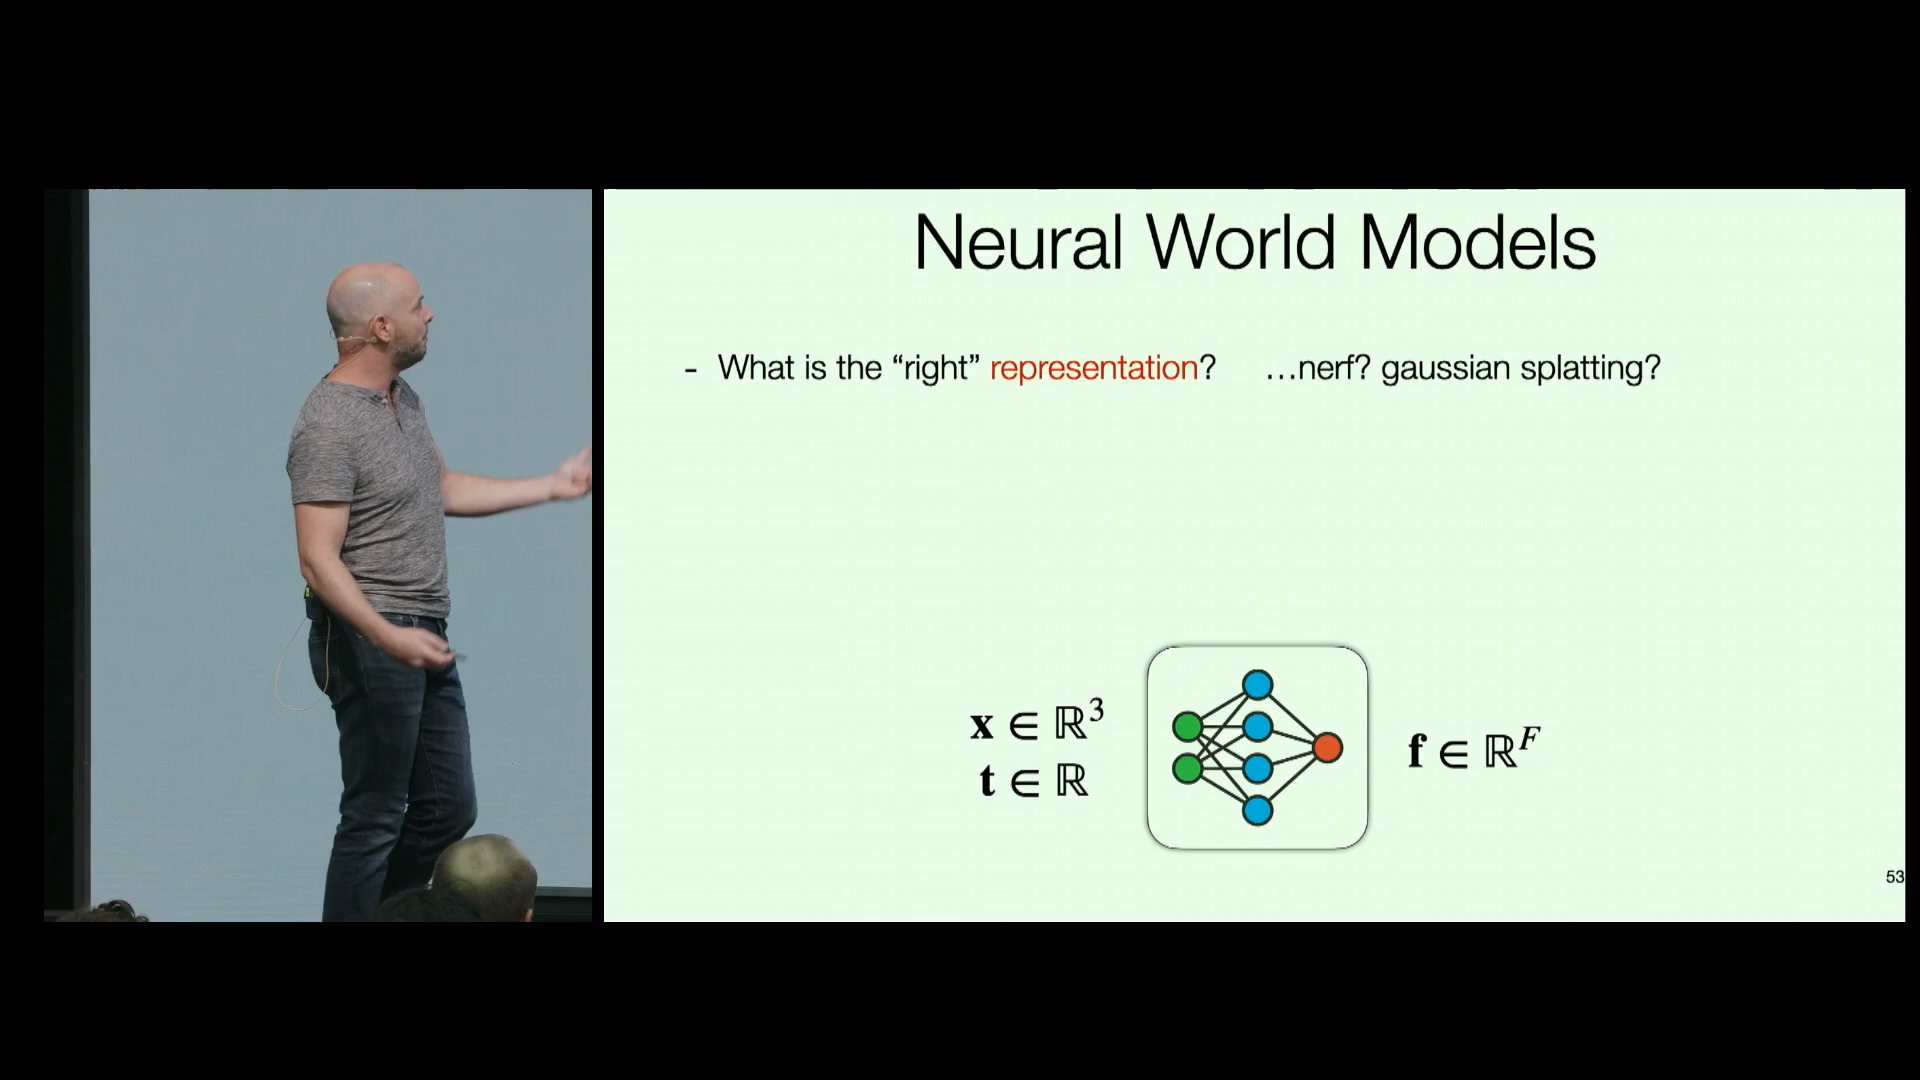 Neural World Models
- What is the “right” representation? …nerf? gaussian splatting?
x ∈ ℝ³
t ∈ ℝ
f ∈ ℝ^F
53